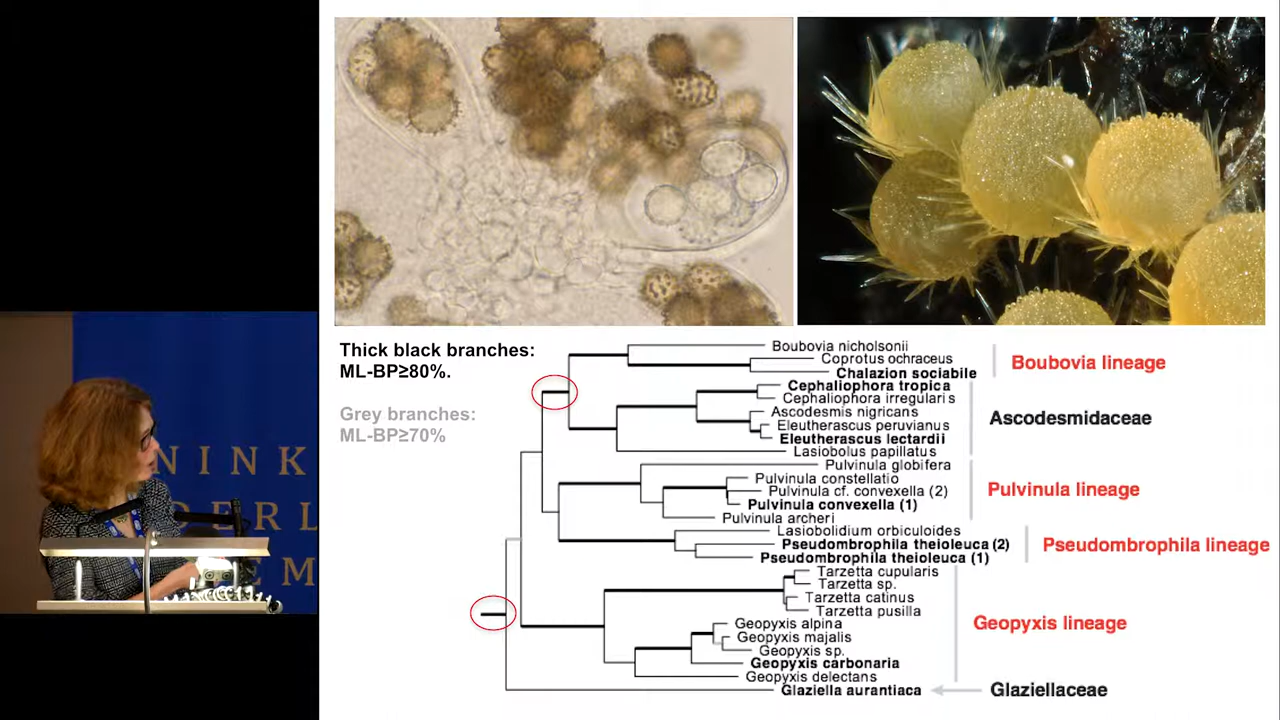 Thick black branches:
ML-BP≥80%.
Grey branches:
ML-BP≥70%
Boubovia nicholsonii
Coprotus ochraceus
Chalazion sociabile
Boubovia lineage
Cephaliophora tropica
Cephaliophora irregularis
Ascodesmis nigricans
Eleutherascus peruvianus
Eleutherascus lectardii
Lasiobolus papillatus
Ascodesmidaceae
Pulvinula globifera
Pulvinula constellatio
Pulvinula cf. convexella (2)
Pulvinula convexella (1)
Pulvinula archeri
Pulvinula lineage
Lasiobolidium orbiculoides
Pseudombrophila theioleuca (2)
Pseudombrophila theioleuca (1)
Pseudombrophila lineage
Tarzetta cupularis
Tarzetta sp.
Tarzetta catinus
Tarzetta pusilla
Geopyxis alpina
Geopyxis majalis
Geopyxis sp.
Geopyxis carbonaria
Geopyxis delectans
Geopyxis lineage
Glaziella aurantiaca
Glaziellaceae
NINK
DERL
EM